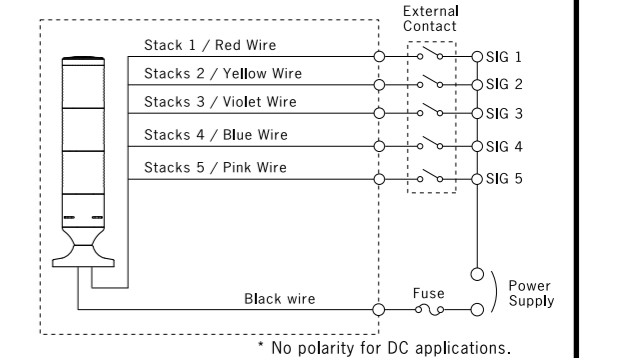 External
Contact
Stack 1 / Red Wire
SIG 1
Stacks 2 / Yellow Wire
SIG 2
Stacks 3 / Violet Wire
SIG 3
Stacks 4 / Blue Wire
SIG 4
Stacks 5 / Pink Wire
SIG 5
Black wire
Fuse
Power
Supply
* No polarity for DC applications.